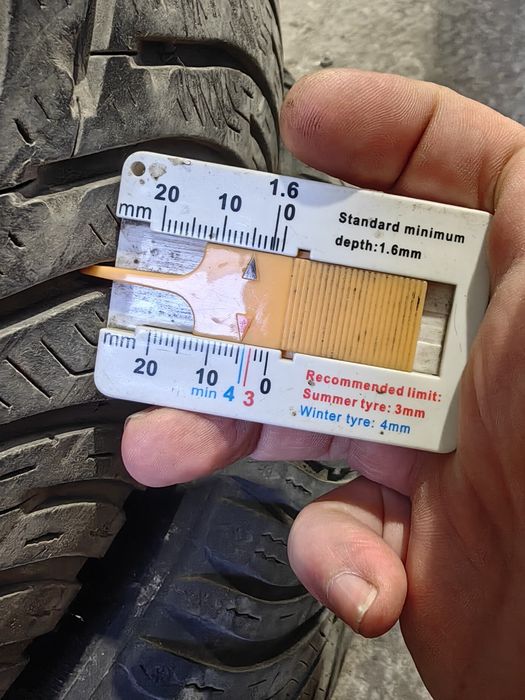 1.6
20 10 0
mm
Standard minimum
depth:1.6mm
mm
20 10 0
min 4 3
Recommended limit:
Summer tyre: 3mm
Winter tyre: 4mm